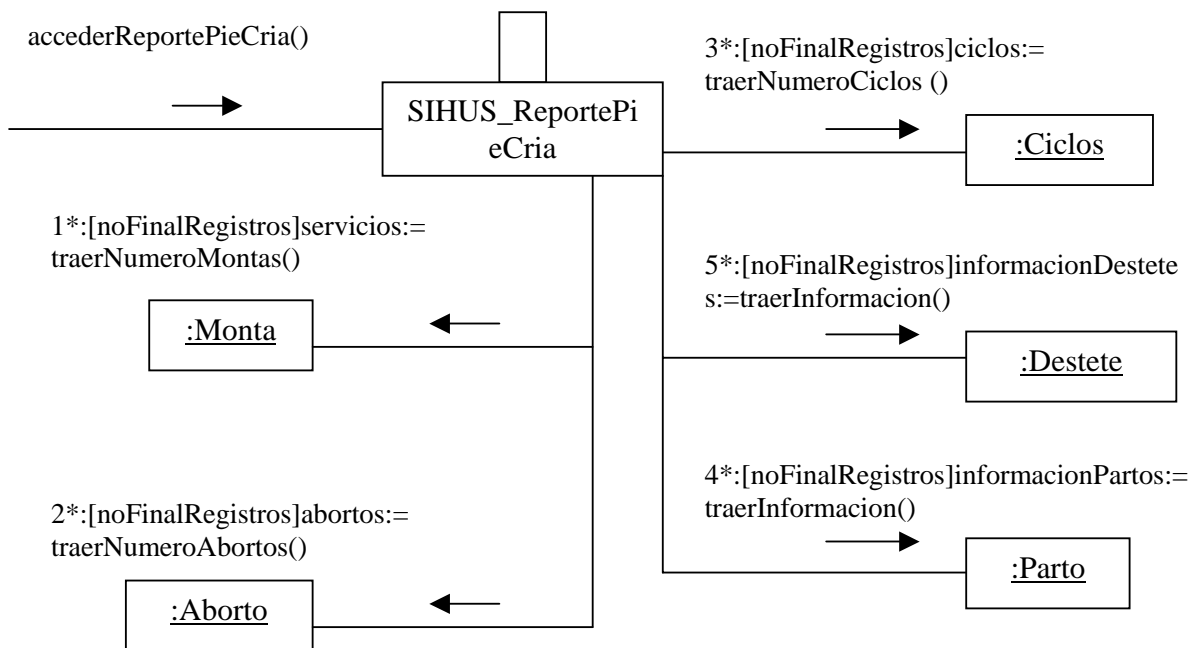 accederReportePieCria()
SIHUS_ReportePi
eCria
3*:[noFinalRegistros]ciclos:=
traerNumeroCiclos ()
:Ciclos
1*:[noFinalRegistros]servicios:=
traerNumeroMontas()
:Monta
5*:[noFinalRegistros]informacionDestete
s:=traerInformacion()
:Destete
2*:[noFinalRegistros]abortos:=
traerNumeroAbortos()
:Aborto
4*:[noFinalRegistros]informacionPartos:=
traerInformacion()
:Parto